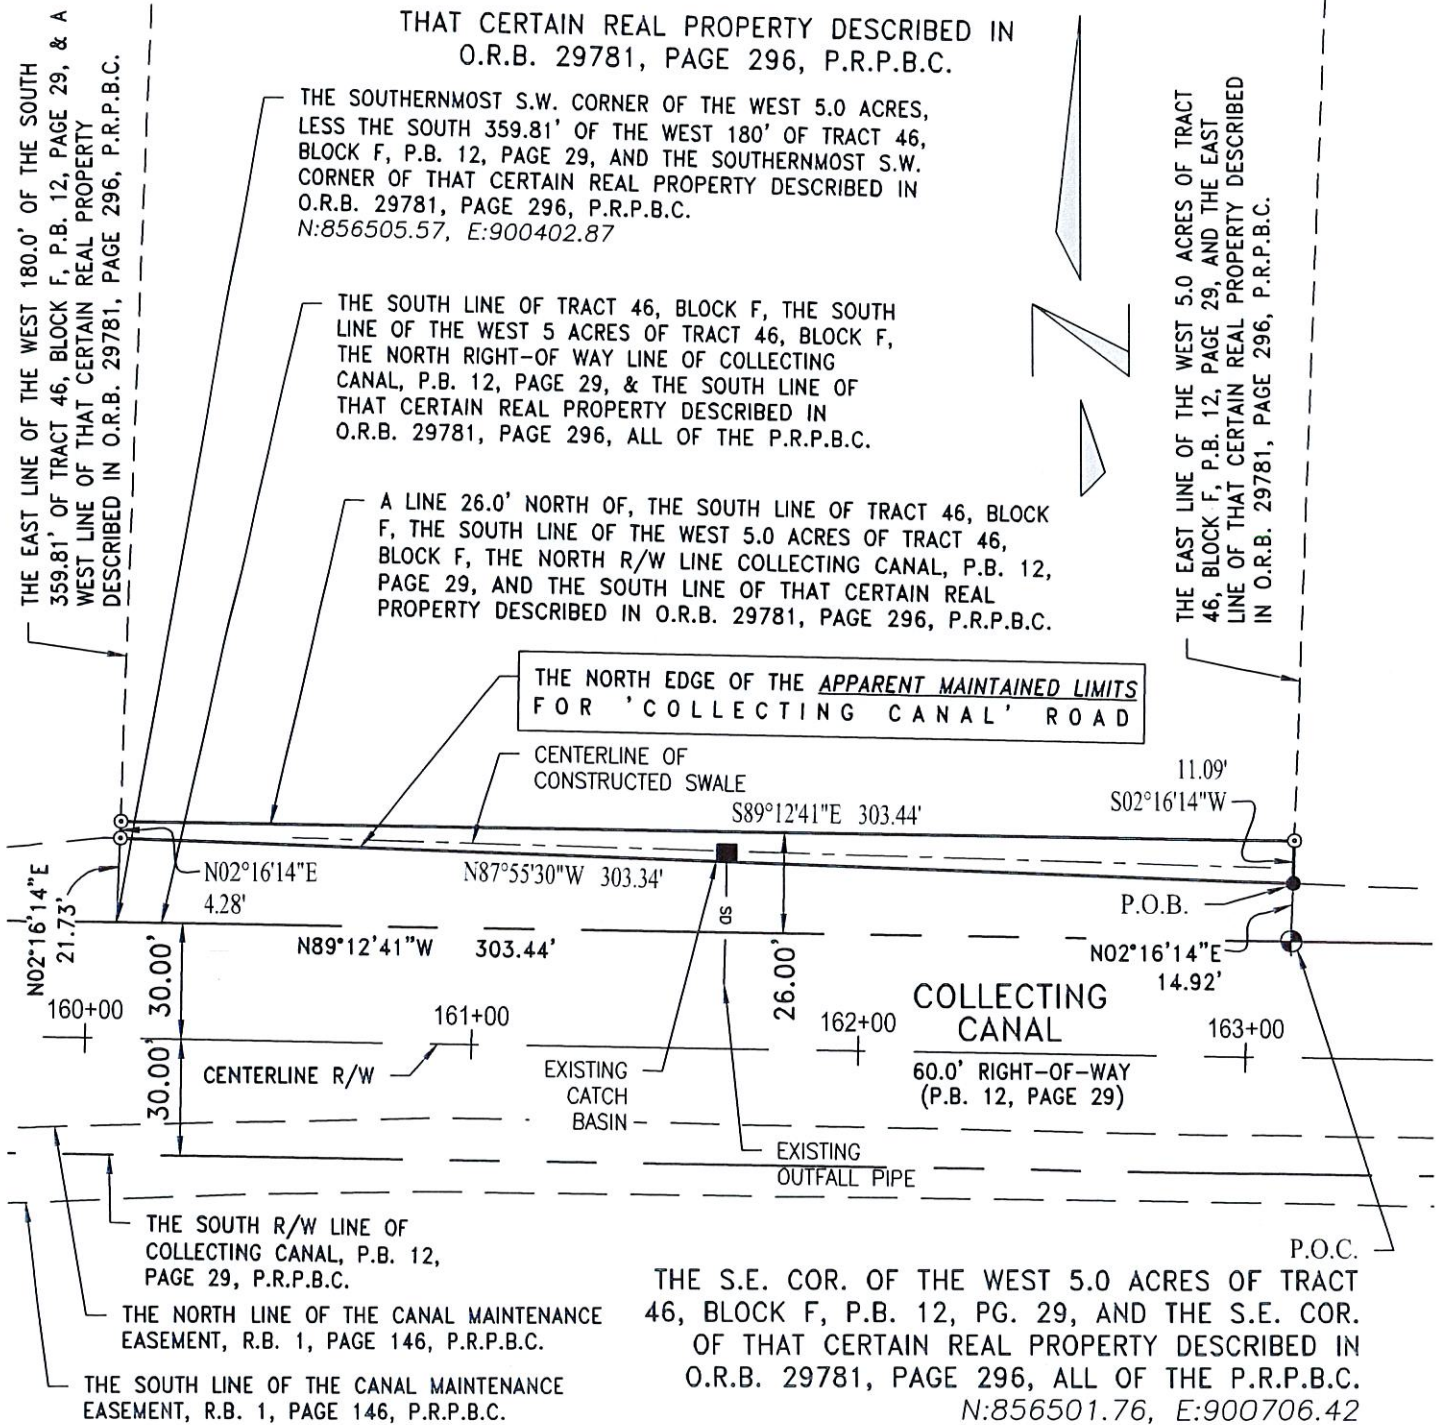 THAT CERTAIN REAL PROPERTY DESCRIBED IN
O.R.B. 29781, PAGE 296, P.R.P.B.C.
THE EAST LINE OF THE WEST 180.0' OF THE SOUTH
359.81' OF TRACT 46, BLOCK F, P.B. 12, PAGE 29, & A
WEST LINE OF THAT CERTAIN REAL PROPERTY
DESCRIBED IN O.R.B. 29781, PAGE 296, P.R.P.B.C.
THE SOUTHERNMOST S.W. CORNER OF THE WEST 5.0 ACRES,
LESS THE SOUTH 359.81' OF THE WEST 180' OF TRACT 46,
BLOCK F, P.B. 12, PAGE 29, AND THE SOUTHERNMOST S.W.
CORNER OF THAT CERTAIN REAL PROPERTY DESCRIBED IN
O.R.B. 29781, PAGE 296, P.R.P.B.C.
N:856505.57, E:900402.87
THE SOUTH LINE OF TRACT 46, BLOCK F, THE SOUTH
LINE OF THE WEST 5 ACRES OF TRACT 46, BLOCK F,
THE NORTH RIGHT-OF WAY LINE OF COLLECTING
CANAL, P.B. 12, PAGE 29, & THE SOUTH LINE OF
THAT CERTAIN REAL PROPERTY DESCRIBED IN
O.R.B. 29781, PAGE 296, ALL OF THE P.R.P.B.C.
N
THE EAST LINE OF THE WEST 5.0 ACRES OF TRACT
46, BLOCK F, P.B. 12, PAGE 29, AND THE EAST
LINE OF THAT CERTAIN REAL PROPERTY DESCRIBED
IN O.R.B. 29781, PAGE 296, P.R.P.B.C.
A LINE 26.0' NORTH OF, THE SOUTH LINE OF TRACT 46, BLOCK
F, THE SOUTH LINE OF THE WEST 5.0 ACRES OF TRACT 46,
BLOCK F, THE NORTH R/W LINE COLLECTING CANAL, P.B. 12,
PAGE 29, AND THE SOUTH LINE OF THAT CERTAIN REAL
PROPERTY DESCRIBED IN O.R.B. 29781, PAGE 296, P.R.P.B.C.
THE NORTH EDGE OF THE APPARENT MAINTAINED LIMITS
FOR 'COLLECTING CANAL' ROAD
CENTERLINE OF
CONSTRUCTED SWALE
11.09'
S02°16'14"W
S89°12'41"E 303.44'
N02°16'14"E
4.28'
N87°55'30"W 303.34'
P.O.B.
N02°16'14"E
21.73'
N89°12'41"W 303.44'
SD
26.00'
N02°16'14"E
14.92'
30.00'
30.00'
160+00
161+00
162+00
163+00
COLLECTING
CANAL
60.0' RIGHT-OF-WAY
(P.B. 12, PAGE 29)
CENTERLINE R/W
EXISTING
CATCH
BASIN
EXISTING
OUTFALL PIPE
THE SOUTH R/W LINE OF
COLLECTING CANAL, P.B. 12,
PAGE 29, P.R.P.B.C.
THE NORTH LINE OF THE CANAL MAINTENANCE
EASEMENT, R.B. 1, PAGE 146, P.R.P.B.C.
THE SOUTH LINE OF THE CANAL MAINTENANCE
EASEMENT, R.B. 1, PAGE 146, P.R.P.B.C.
P.O.C.
THE S.E. COR. OF THE WEST 5.0 ACRES OF TRACT
46, BLOCK F, P.B. 12, PG. 29, AND THE S.E. COR.
OF THAT CERTAIN REAL PROPERTY DESCRIBED IN
O.R.B. 29781, PAGE 296, ALL OF THE P.R.P.B.C.
N:856501.76, E:900706.42